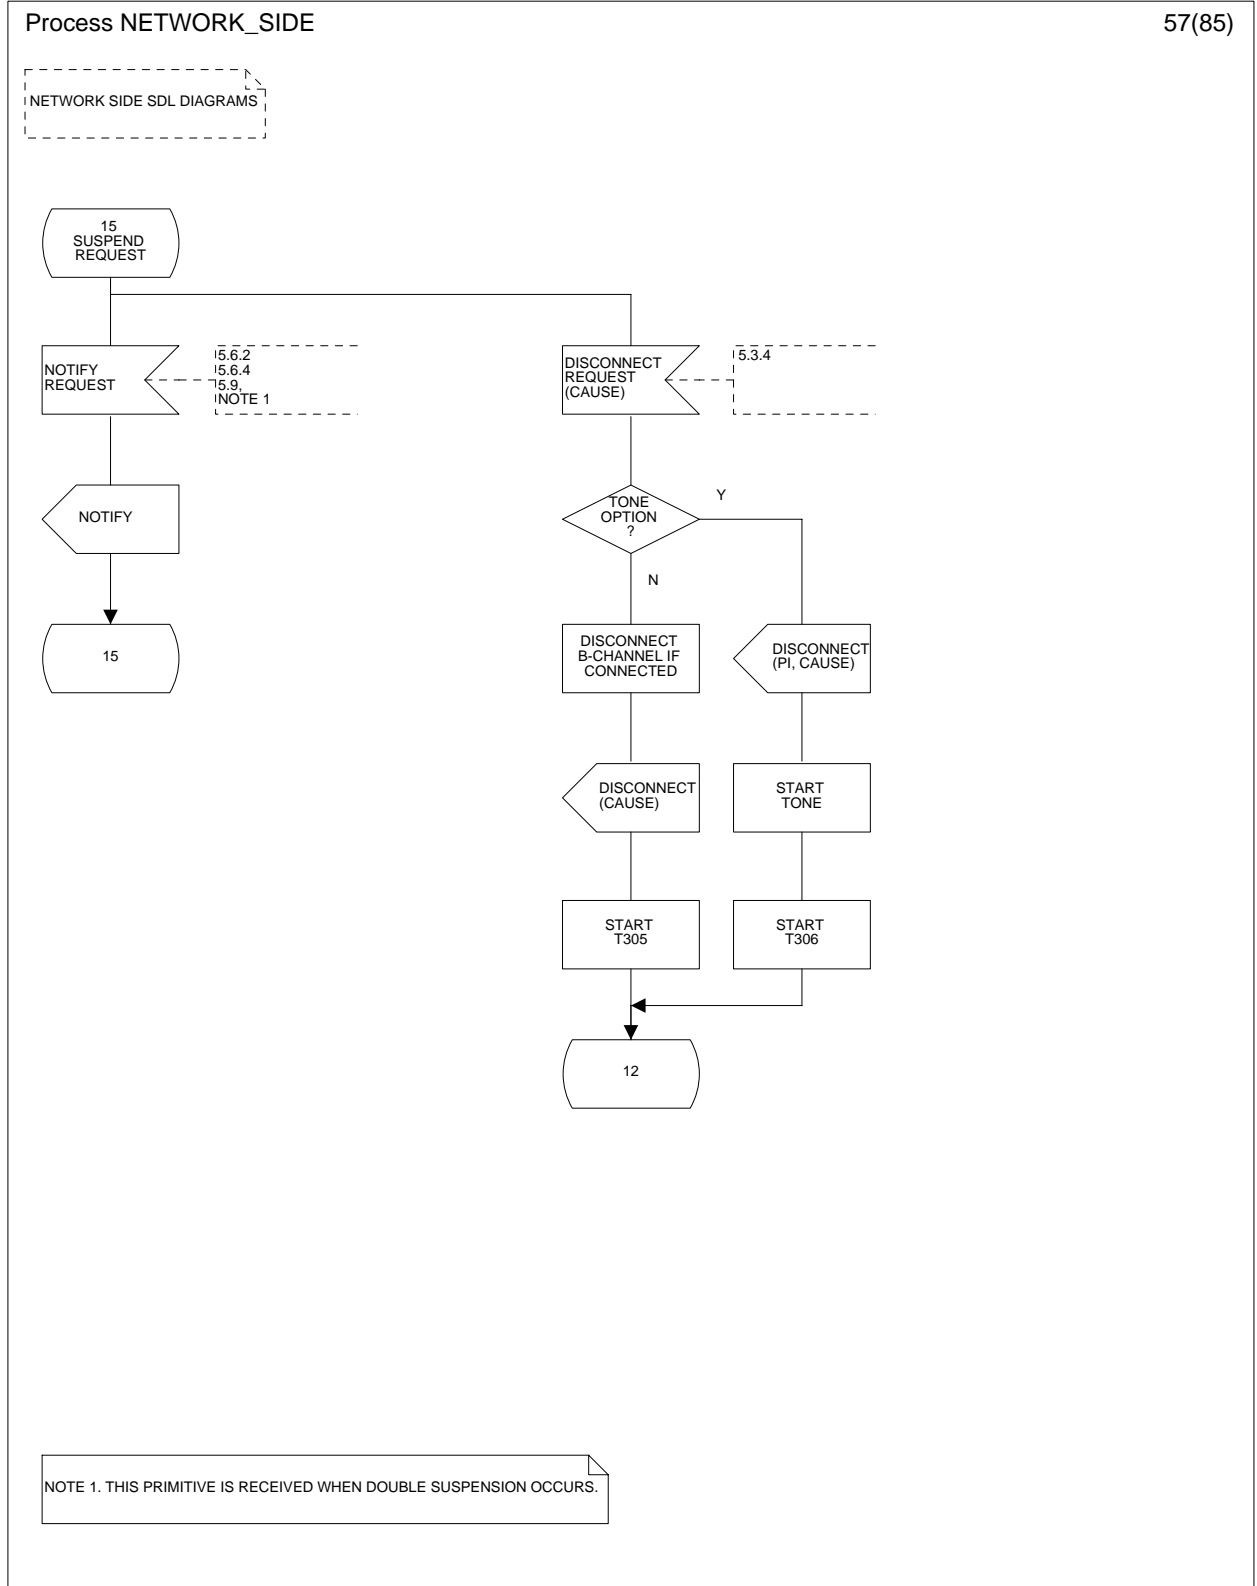 Process NETWORK_SIDE
57(85)
NETWORK SIDE SDL DIAGRAMS
15
SUSPEND
REQUEST
NOTIFY
REQUEST
5.6.2
5.6.4
5.9,
NOTE 1
DISCONNECT
REQUEST
(CAUSE)
5.3.4
NOTIFY
TONE
OPTION
?
Y
N
15
DISCONNECT
B-CHANNEL IF
CONNECTED
DISCONNECT
(PI, CAUSE)
DISCONNECT
(CAUSE)
START
TONE
START
T305
START
T306
12
NOTE 1. THIS PRIMITIVE IS RECEIVED WHEN DOUBLE SUSPENSION OCCURS.